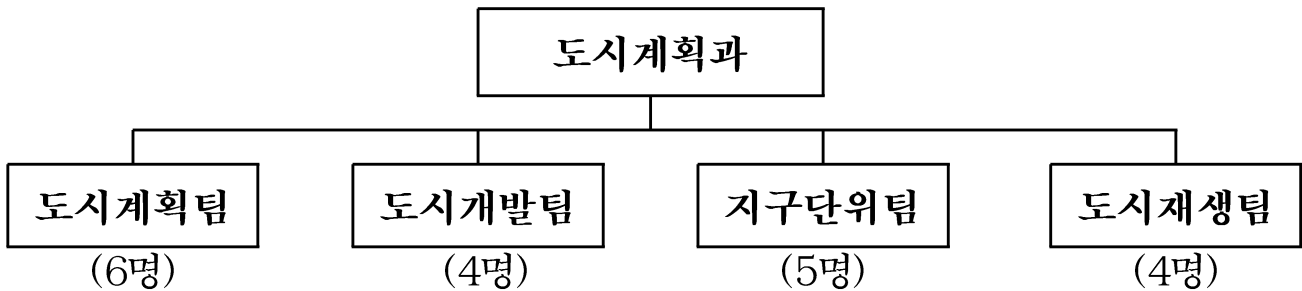 도시계획과
도시계획팀 도시개발팀 지구단위팀 도시재생팀
(6명) (4명) (5명) (4명)